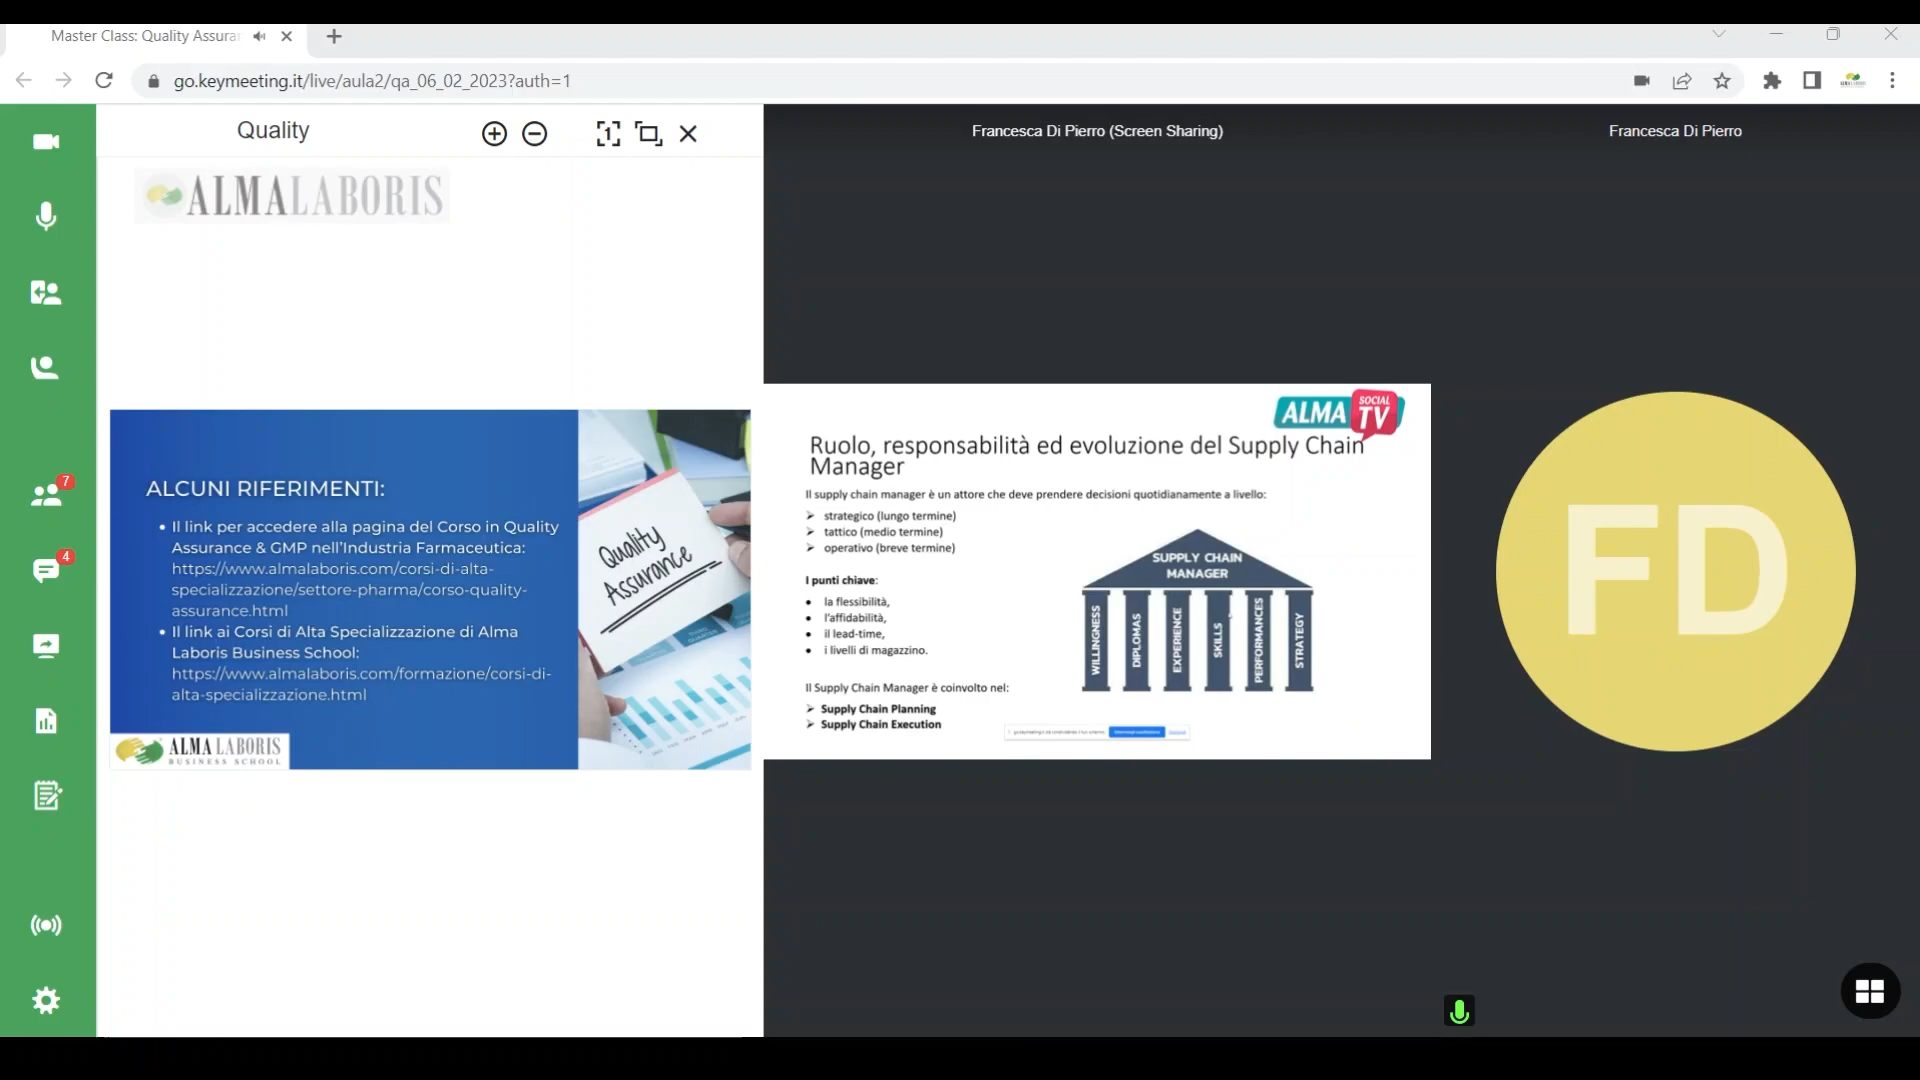 Master Class: Quality Assura
go.keymeeting.it/live/aula2/qa_06_02_2023?auth=1
Quality
ALMALABORIS
ALCUNI RIFERIMENTI:
• Il link per accedere alla pagina del Corso in Quality
Assurance & GMP nell'Industria Farmaceutica:
https://www.almalaboris.com/corsi-di-alta-
specializzazione/settore-pharma/corso-quality-
assurance.html
• Il link ai Corsi di Alta Specializzazione di Alma
Laboris Business School:
https://www.almalaboris.com/formazione/corsi-di-
alta-specializzazione.html
ALMA LABORIS
BUSINESS SCHOOL
Quality
Assurance
7
4
Francesca Di Pierro (Screen Sharing)
ALMA SOCIAL TV
Ruolo, responsabilità ed evoluzione del Supply Chain
Manager
Il supply chain manager è un attore che deve prendere decisioni quotidianamente a livello:
➢ strategico (lungo termine)
➢ tattico (medio termine)
➢ operativo (breve termine)
I punti chiave:
• la flessibilità,
• l'affidabilità,
• il lead-time,
• i livelli di magazzino.
Il Supply Chain Manager è coinvolto nel:
➢ Supply Chain Planning
➢ Supply Chain Execution
SUPPLY CHAIN
MANAGER
WILLINGNESS
DIPLOMAS
EXPERIENCE
SKILLS
PERFORMANCES
STRATEGY
Francesca Di Pierro
FD